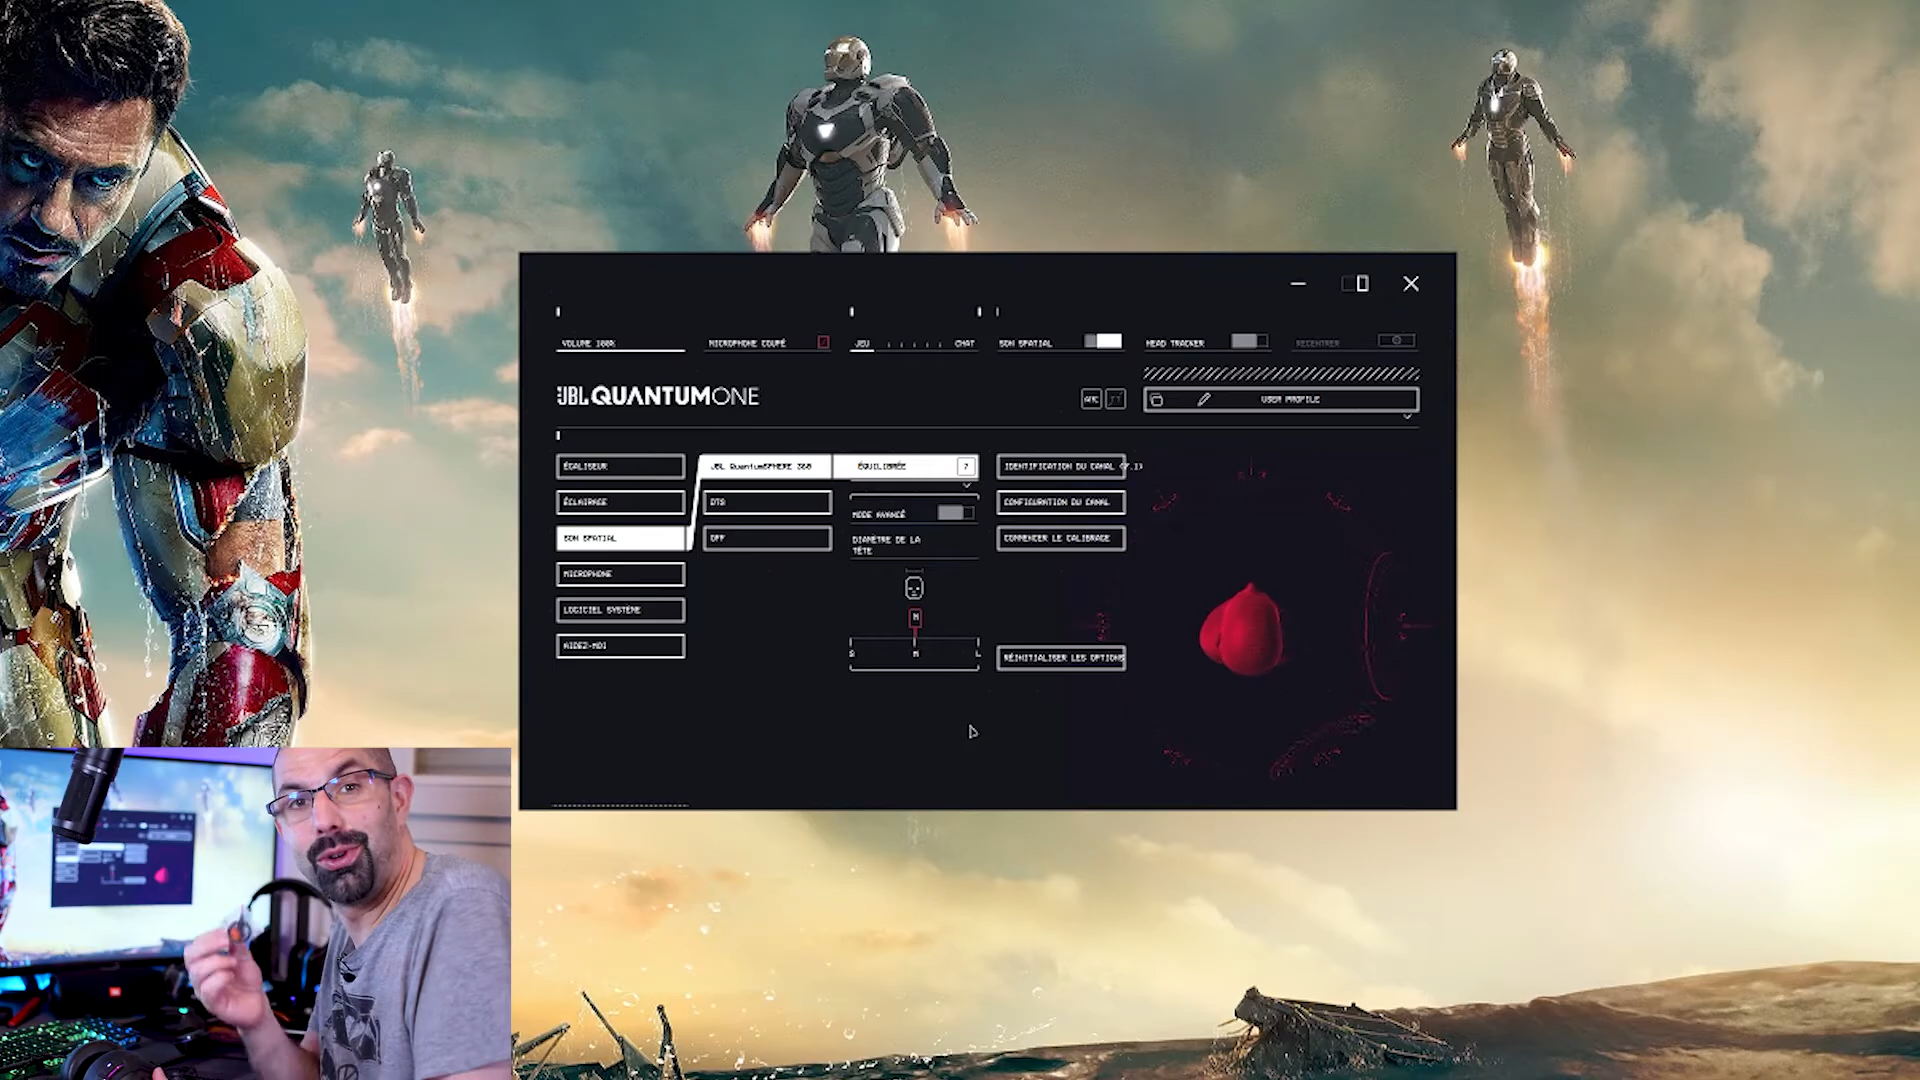 VOLUME 100%
MICROPHONE COUPÉ
JEU
CHAT
SON SPATIAL
HEAD TRACKER
RECENTRER
JBL QUANTUMONE
USER PROFILE
ÉGALISEUR
JBL QuantumSPHERE 360
ÉQUILIBRÉE
?
IDENTIFICATION DU CANAL (7.1)
ÉCLAIRAGE
DTS
MODE AVANCÉ
CONFIGURATION DU CANAL
SON SPATIAL
OFF
DIAMÈTRE DE LA
TÊTE
COMMENCER LE CALIBRAGE
MICROPHONE
M
LOGICIEL SYSTÈME
AIDEZ-MOI
S
M
L
RÉINITIALISER LES OPTIONS